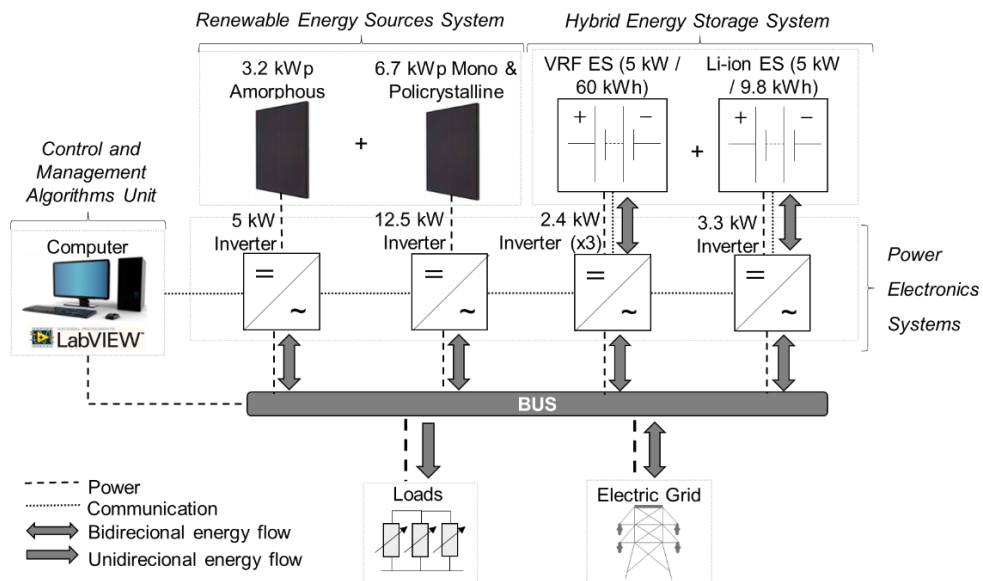 Renewable Energy Sources System
Hybrid Energy Storage System
3.2 kWp
Amorphous
6.7 kWp Mono &
Policrystalline
VRF ES (5 kW /
60 kWh)
Li-ion ES (5 kW
/ 9.8 kWh)
+
+
+ −
+ −
Control and
Management
Algorithms Unit
Computer
NATIONAL INSTRUMENTS
LabVIEW™
5 kW
Inverter
12.5 kW
Inverter
2.4 kW
Inverter (x3)
3.3 kW
Inverter
= ~
= ~
= ~
= ~
Power
Electronics
Systems
BUS
Loads
Electric Grid
Power
Communication
Bidirecional energy flow
Unidirecional energy flow